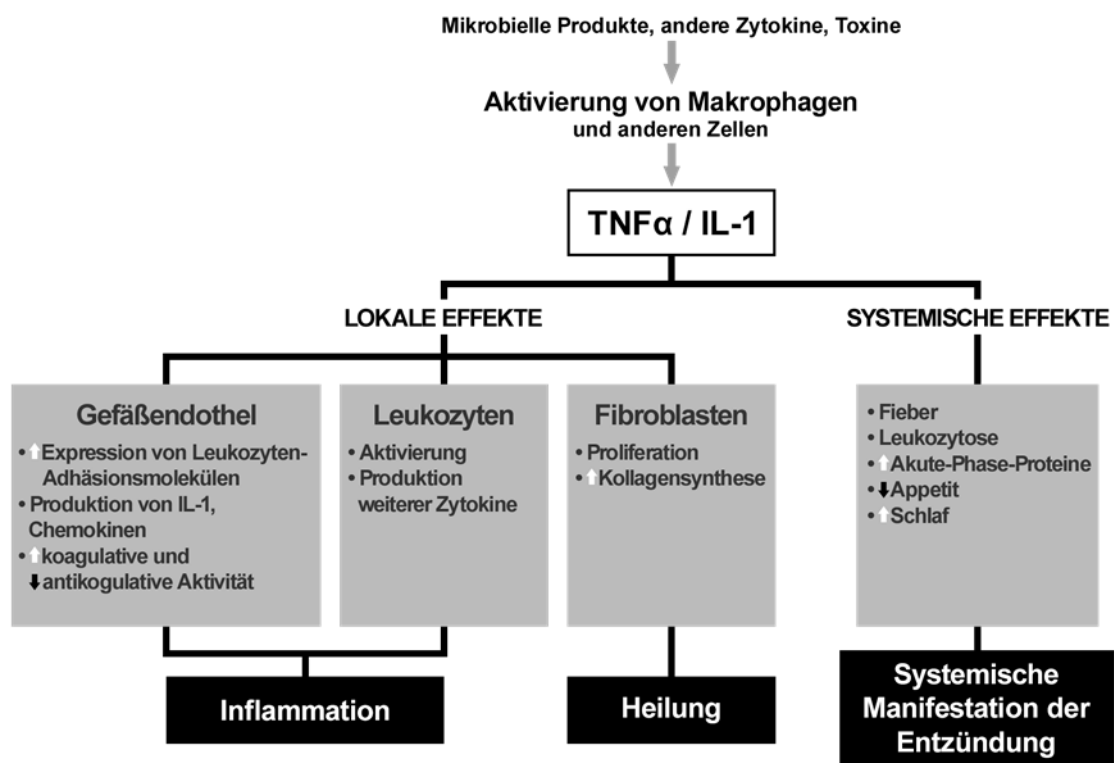 Mikrobielle Produkte, andere Zytokine, Toxine
Aktivierung von Makrophagen
und anderen Zellen
TNFα / IL-1
LOKALE EFFEKTE
SYSTEMISCHE EFFEKTE
Gefäßendothel
• ⬆Expression von Leukozyten-
Adhäsionsmolekülen
• Produktion von IL-1,
Chemokinen
• ⬆koagulative und
⬇antikogulative Aktivität
Leukozyten
• Aktivierung
• Produktion
weiterer Zytokine
Fibroblasten
• Proliferation
• ⬆Kollagensynthese
• Fieber
• Leukozytose
• ⬆Akute-Phase-Proteine
• ⬇Appetit
• ⬆Schlaf
Inflammation
Heilung
Systemische
Manifestation der
Entzündung